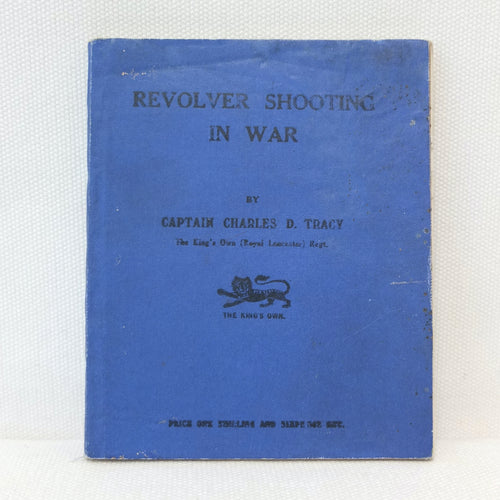 REVOLVER SHOOTING
IN WAR
BY
CAPTAIN CHARLES D. TRACY
The King's Own (Royal Lancaster) Regt.
THE KING'S OWN.
PRICE ONE SHILLING AND SIXPENCE NET.